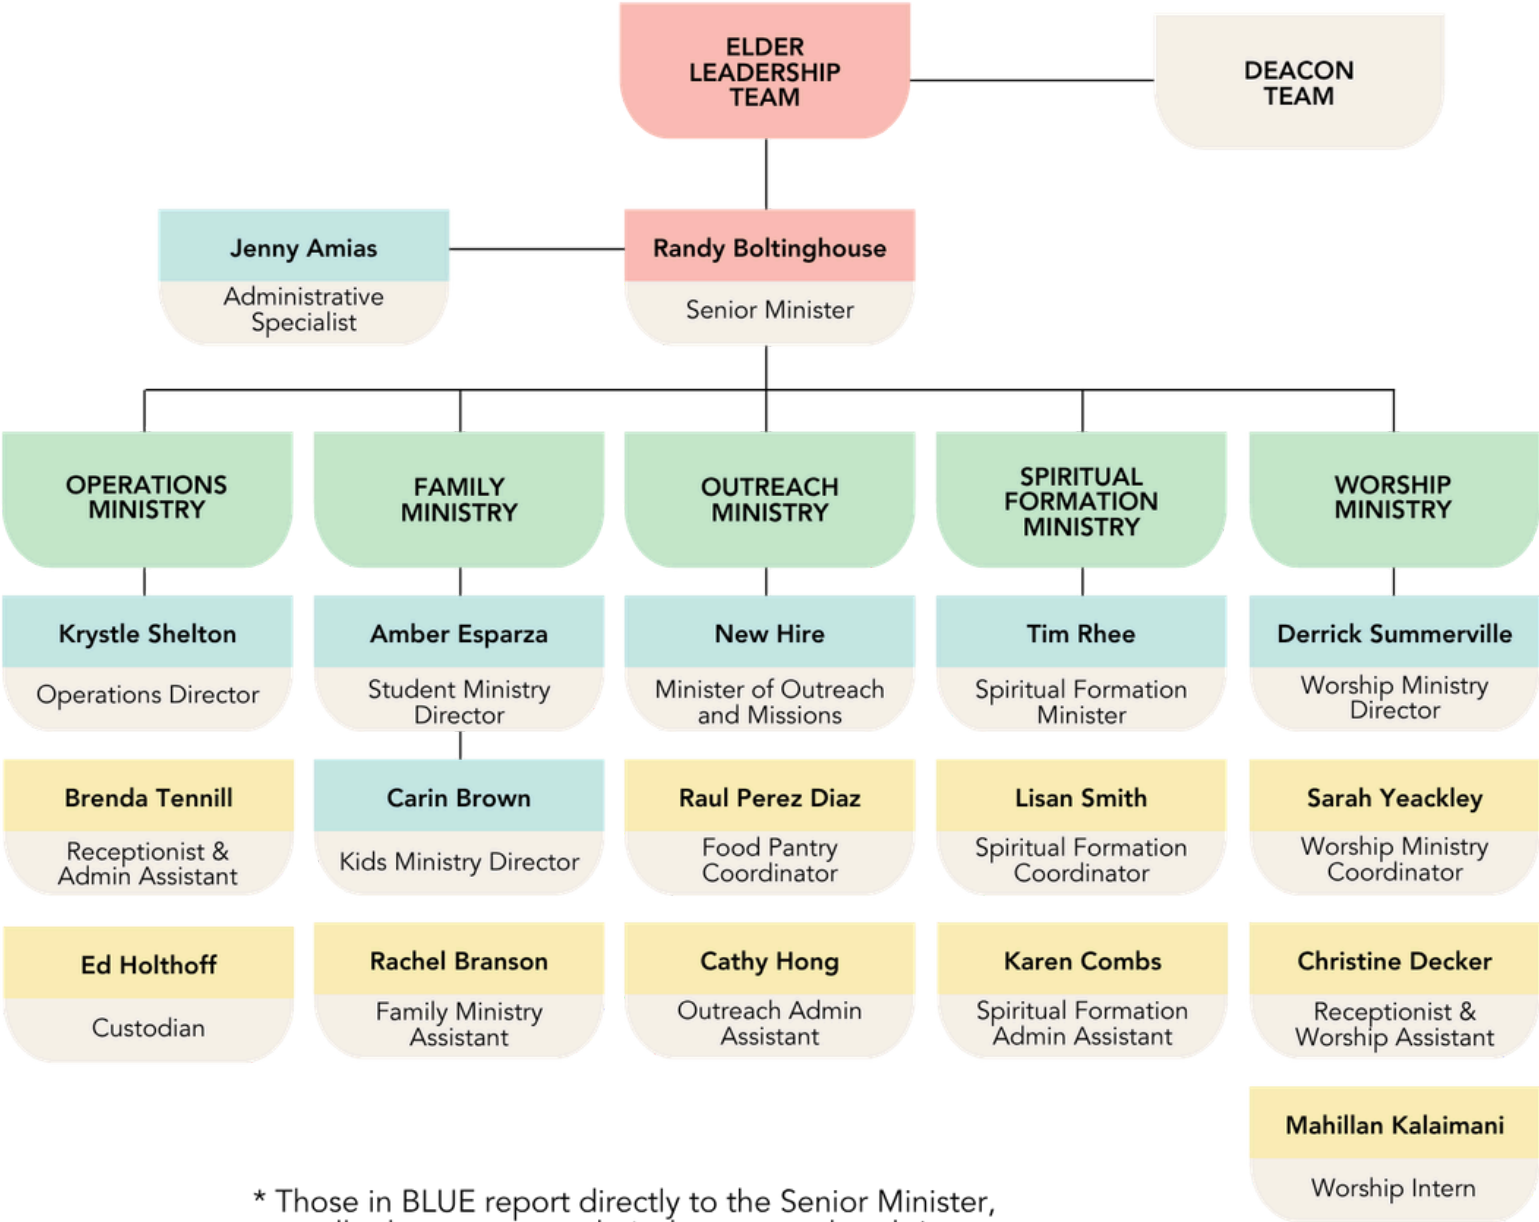 ELDER
LEADERSHIP
TEAM
DEACON
TEAM
Jenny Amias
Administrative
Specialist
Randy Boltinghouse
Senior Minister
OPERATIONS
MINISTRY
FAMILY
MINISTRY
OUTREACH
MINISTRY
SPIRITUAL
FORMATION
MINISTRY
WORSHIP
MINISTRY
Krystle Shelton
Operations Director
Amber Esparza
Student Ministry
Director
New Hire
Minister of Outreach
and Missions
Tim Rhee
Spiritual Formation
Minister
Derrick Summerville
Worship Ministry
Director
Brenda Tennill
Receptionist &
Admin Assistant
Carin Brown
Kids Ministry Director
Raul Perez Diaz
Food Pantry
Coordinator
Lisan Smith
Spiritual Formation
Coordinator
Sarah Yeackley
Worship Ministry
Coordinator
Ed Holthoff
Custodian
Rachel Branson
Family Ministry
Assistant
Cathy Hong
Outreach Admin
Assistant
Karen Combs
Spiritual Formation
Admin Assistant
Christine Decker
Receptionist &
Worship Assistant
Mahillan Kalaimani
Worship Intern
* Those in BLUE report directly to the Senior Minister,